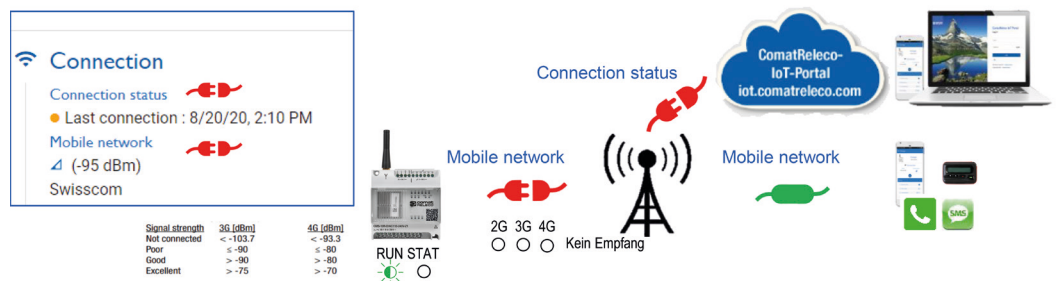 Connection
Connection status
Last connection : 8/20/20, 2:10 PM
Mobile network
(-95 dBm)
Swisscom
Signal strength 3G [dBm] 4G [dBm]
Not connected < -103.7 < -93.3
Poor ≤ -90 ≤ -80
Good > -90 > -80
Excellent > -75 > -70
RUN STAT
Mobile network
2G 3G 4G
Kein Empfang
Connection status
ComatReleco-
IoT-Portal
iot.comatreleco.com
Mobile network
SMS